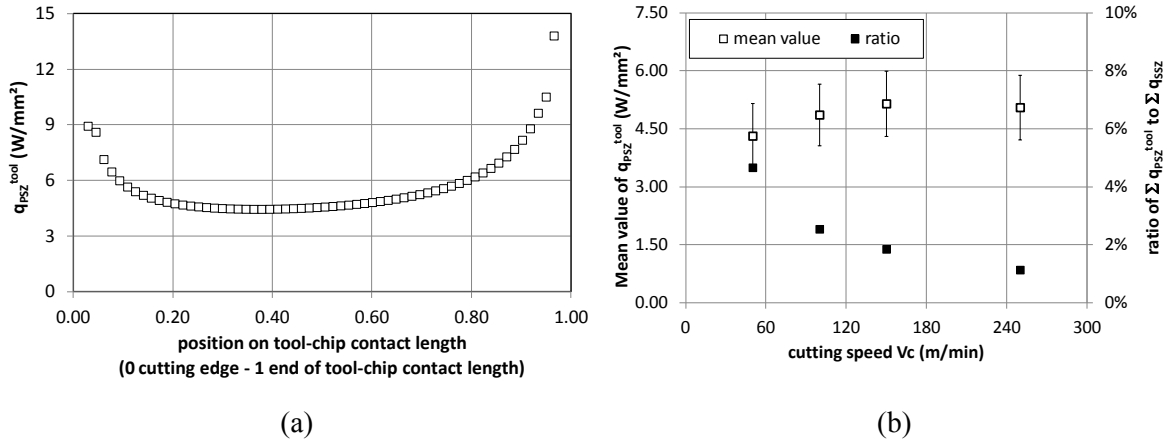 15
12
9
6
3
0
q_PSZ^tool (W/mm²)
0.00 0.20 0.40 0.60 0.80 1.00
position on tool-chip contact length
(0 cutting edge - 1 end of tool-chip contact length)
(a)
7.50
6.00
4.50
3.00
1.50
0.00
Mean value of q_PSZ^tool (W/mm²)
mean value
ratio
10%
8%
6%
4%
2%
0%
ratio of Σ q_PSZ^tool to Σ q_SSZ
0 60 120 180 240 300
cutting speed Vc (m/min)
(b)